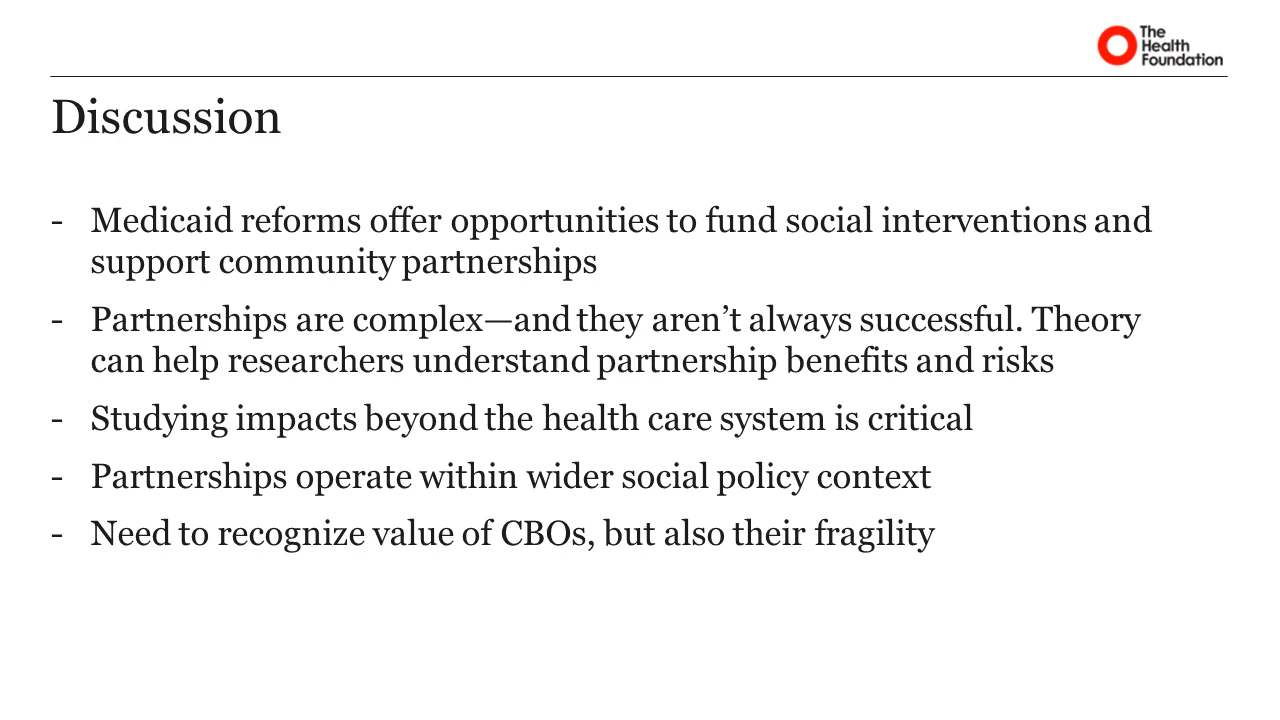 The
Health
Foundation
Discussion
- Medicaid reforms offer opportunities to fund social interventions and
support community partnerships
- Partnerships are complex—and they aren’t always successful. Theory
can help researchers understand partnership benefits and risks
- Studying impacts beyond the health care system is critical
- Partnerships operate within wider social policy context
- Need to recognize value of CBOs, but also their fragility